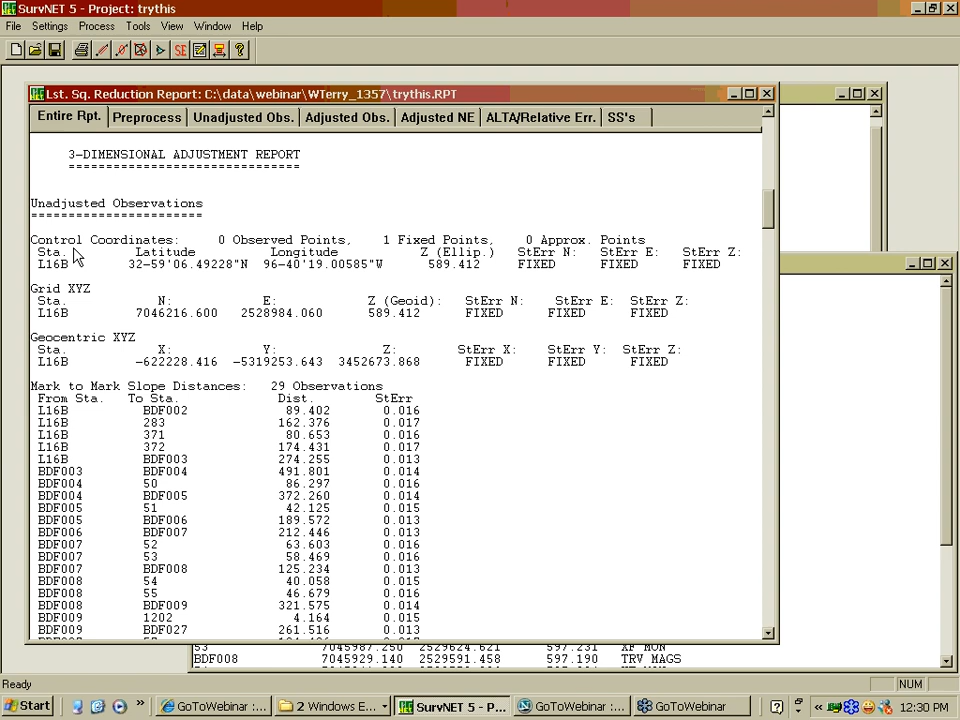 SurvNET 5 - Project: trythis
File Settings Process Tools View Window Help
SE
Lst. Sq. Reduction Report: C:\data\webinar\WTerry_1357\trythis.RPT
Entire Rpt. Preprocess Unadjusted Obs. Adjusted Obs. Adjusted NE ALTA/Relative Err. SS's
3-DIMENSIONAL ADJUSTMENT REPORT
===============================
Unadjusted Observations
=======================
Control Coordinates: 0 Observed Points, 1 Fixed Points, 0 Approx. Points
Sta. Latitude Longitude Z (Ellip.) StErr N: StErr E: StErr Z:
L16B 32-59'06.49228"N 96-40'19.00585"W 589.412 FIXED FIXED FIXED
Grid XYZ
Sta. N: E: Z (Geoid): StErr N: StErr E: StErr Z:
L16B 7046216.600 2528984.060 589.412 FIXED FIXED FIXED
Geocentric XYZ
Sta. X: Y: Z: StErr X: StErr Y: StErr Z:
L16B -622228.416 -5319253.643 3452673.868 FIXED FIXED FIXED
Mark to Mark Slope Distances: 29 Observations
From Sta. To Sta. Dist. StErr
L16B BDF002 89.402 0.016
L16B 283 162.376 0.017
L16B 371 80.653 0.016
L16B 372 174.431 0.017
L16B BDF003 274.255 0.013
BDF003 BDF004 491.801 0.014
BDF004 50 86.297 0.016
BDF004 BDF005 372.260 0.014
BDF005 51 42.125 0.015
BDF005 BDF006 189.572 0.013
BDF006 BDF007 212.446 0.013
BDF007 52 63.603 0.016
BDF007 53 58.469 0.016
BDF007 BDF008 125.234 0.013
BDF008 54 40.058 0.015
BDF008 55 46.679 0.016
BDF008 BDF009 321.575 0.014
BDF009 1202 4.164 0.015
BDF009 BDF027 261.516 0.013
53 7045987.250 2529624.621 597.231
BDF008 7045929.140 2529591.458 597.190 TRV MAGS
Ready NUM
Start GoToWebinar :... 2 Windows E... SurvNET 5 - P... GoToWebinar :... GoToWebinar 12:30 PM